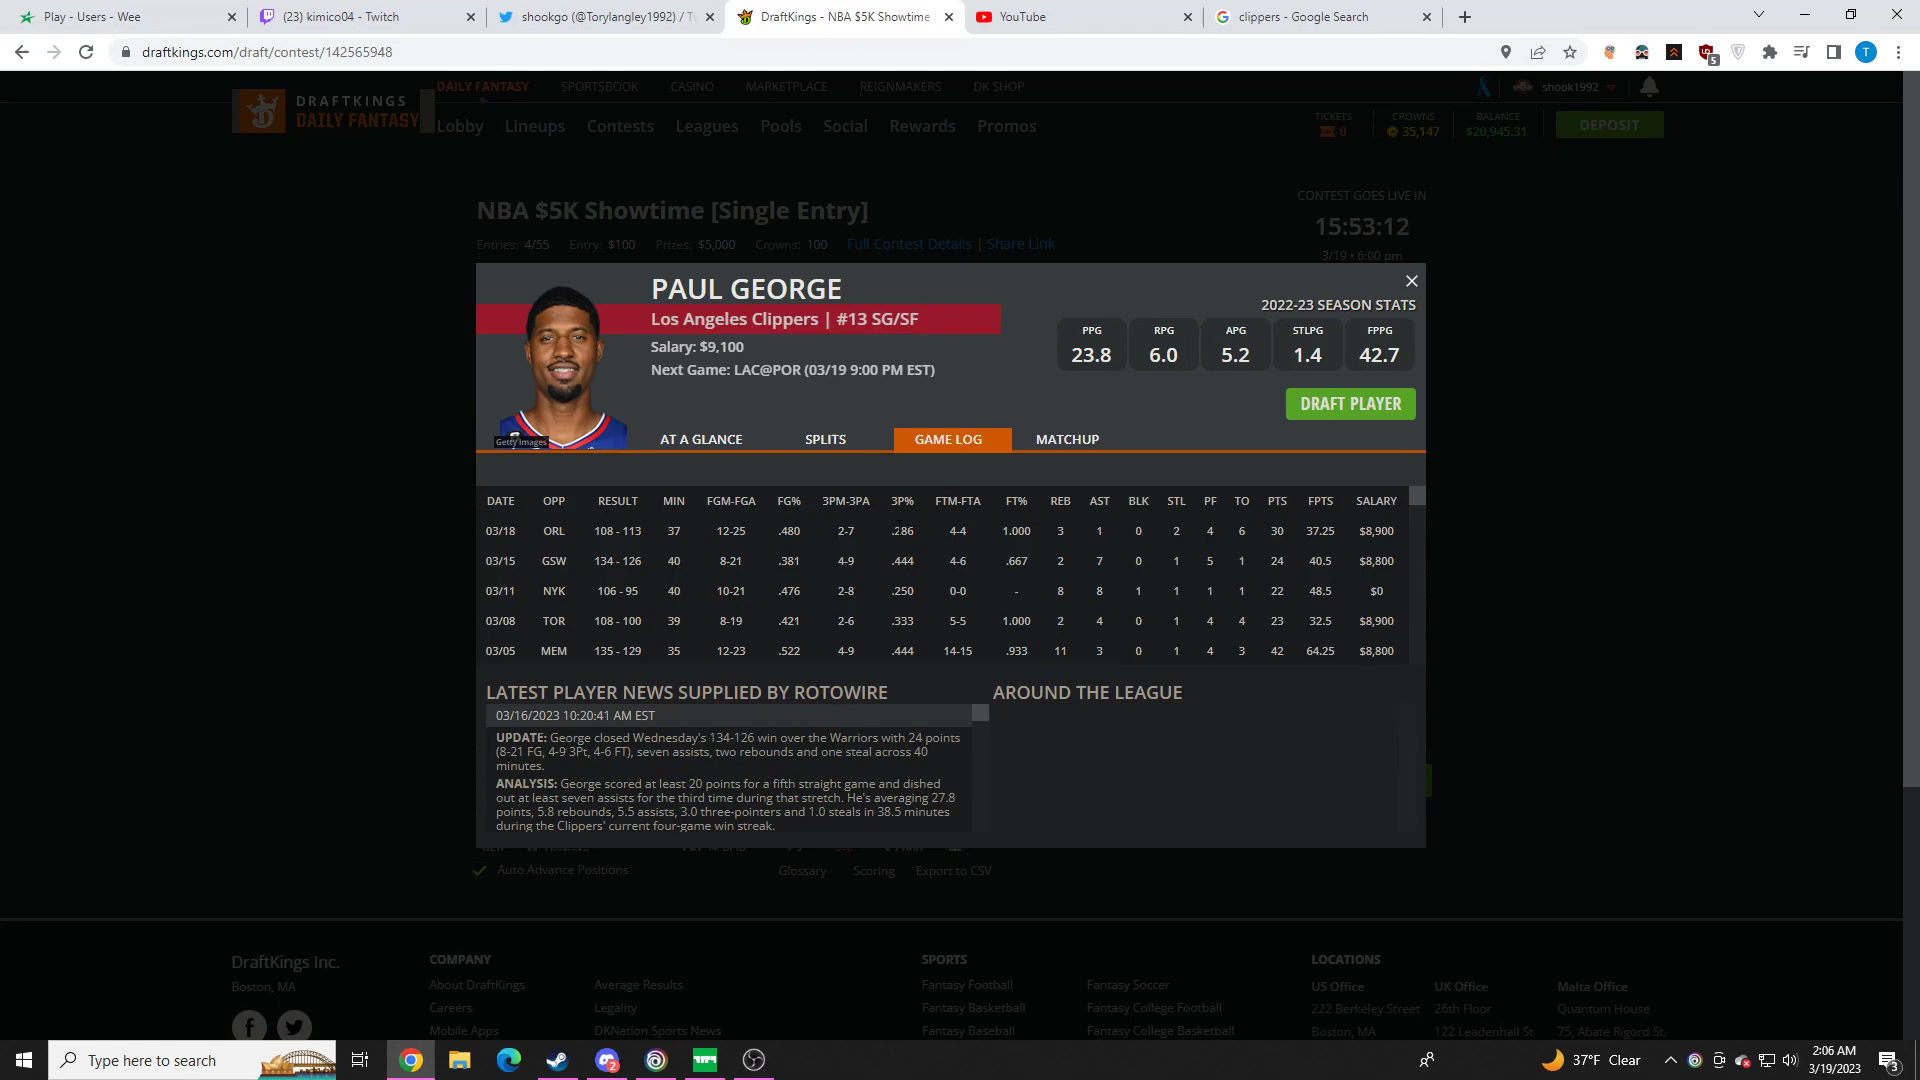 Play - Users - Wee
(23) kimico04 - Twitch
shookgo (@Torylangley1992) / Tw
DraftKings - NBA $5K Showtime
YouTube
clippers - Google Search
draftkings.com/draft/contest/142565948
5
T
DAILY FANTASY SPORTSBOOK CASINO MARKETPLACE REIGNMAKERS DK SHOP
shook1992
DRAFTKINGS
DAILY FANTASY
Lobby Lineups Contests Leagues Pools Social Rewards Promos
TICKETS
0
CROWNS
35,147
BALANCE
$20,945.31
DEPOSIT
NBA $5K Showtime [Single Entry]
CONTEST GOES LIVE IN
15:53:12
3/19 • 6:00 pm
Entries: 4/55 Entry: $100 Prizes: $5,000 Crowns: 100 Full Contest Details | Share Link
PAUL GEORGE
Los Angeles Clippers | #13 SG/SF
Salary: $9,100
Next Game: LAC@POR (03/19 9:00 PM EST)
Getty Images
2022-23 SEASON STATS
PPG RPG APG STLPG FPPG
23.8 6.0 5.2 1.4 42.7
DRAFT PLAYER
AT A GLANCE SPLITS GAME LOG MATCHUP
DATE OPP RESULT MIN FGM-FGA FG% 3PM-3PA 3P% FTM-FTA FT% REB AST BLK STL PF TO PTS FPTS SALARY
03/18 ORL 108 - 113 37 12-25 .480 2-7 .286 4-4 1.000 3 1 0 2 4 6 30 37.25 $8,900
03/15 GSW 134 - 126 40 8-21 .381 4-9 .444 4-6 .667 2 7 0 1 5 1 24 40.5 $8,800
03/11 NYK 106 - 95 40 10-21 .476 2-8 .250 0-0 - 8 8 1 1 1 1 22 48.5 $0
03/08 TOR 108 - 100 39 8-19 .421 2-6 .333 5-5 1.000 2 4 0 1 4 4 23 32.5 $8,900
03/05 MEM 135 - 129 35 12-23 .522 4-9 .444 14-15 .933 11 3 0 1 4 3 42 64.25 $8,800
LATEST PLAYER NEWS SUPPLIED BY ROTOWIRE
AROUND THE LEAGUE
03/16/2023 10:20:41 AM EST
UPDATE: George closed Wednesday's 134-126 win over the Warriors with 24 points
(8-21 FG, 4-9 3Pt, 4-6 FT), seven assists, two rebounds and one steal across 40
minutes.
ANALYSIS: George scored at least 20 points for a fifth straight game and dished
out at least seven assists for the third time during that stretch. He's averaging 27.8
points, 5.8 rebounds, 5.5 assists, 3.0 three-pointers and 1.0 steals in 38.5 minutes
during the Clippers' current four-game win streak.
Auto Advance Positions
Glossary Scoring Export to CSV
DraftKings Inc.
Boston, MA
COMPANY
About DraftKings Average Results
Careers Legality
Mobile Apps DKNation Sports News
SPORTS
Fantasy Football Fantasy Soccer
Fantasy Basketball Fantasy College Football
Fantasy Baseball Fantasy College Basketball
LOCATIONS
US Office UK Office Malta Office
222 Berkeley Street 26th Floor Quantum House
Boston, MA 122 Leadenhall St 75, Abate Rigord St.
Type here to search
2
37°F Clear
2:06 AM
3/19/2023
3